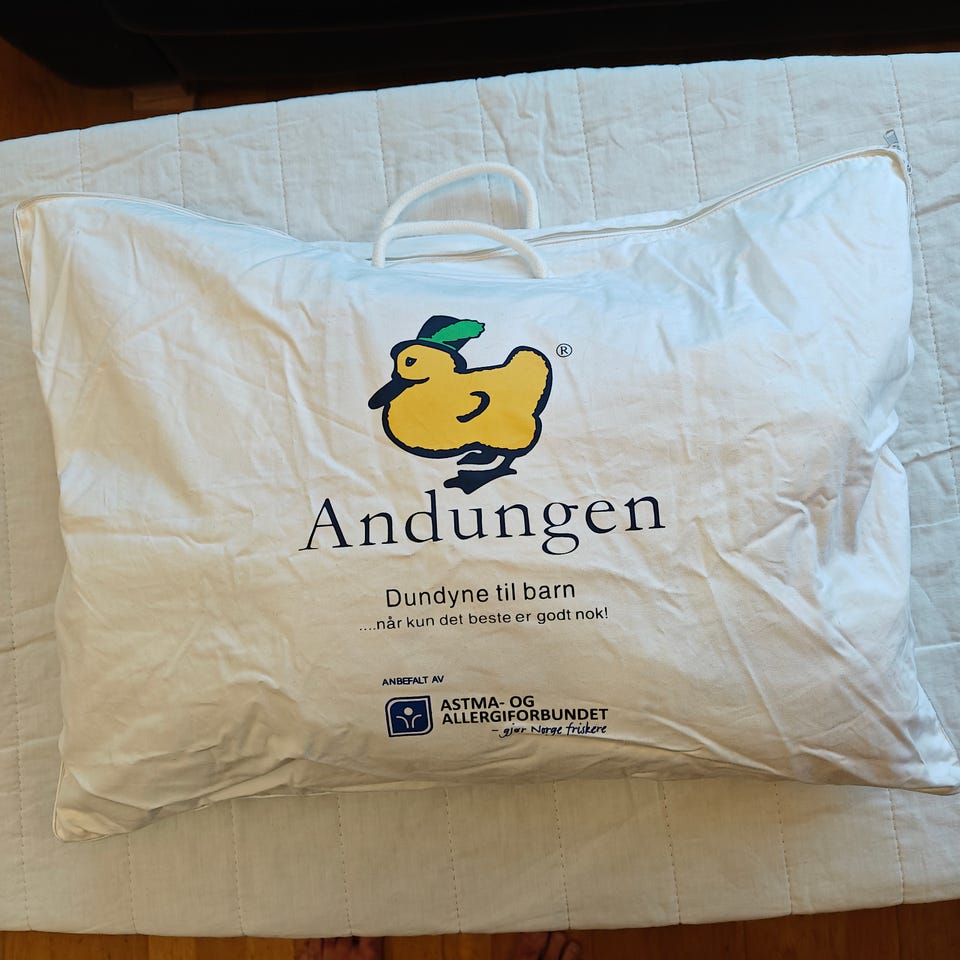 ®
Andungen
Dundyne til barn
....når kun det beste er godt nok!
ANBEFALT AV
ASTMA- OG
ALLERGIFORBUNDET
– gjør Norge friskere